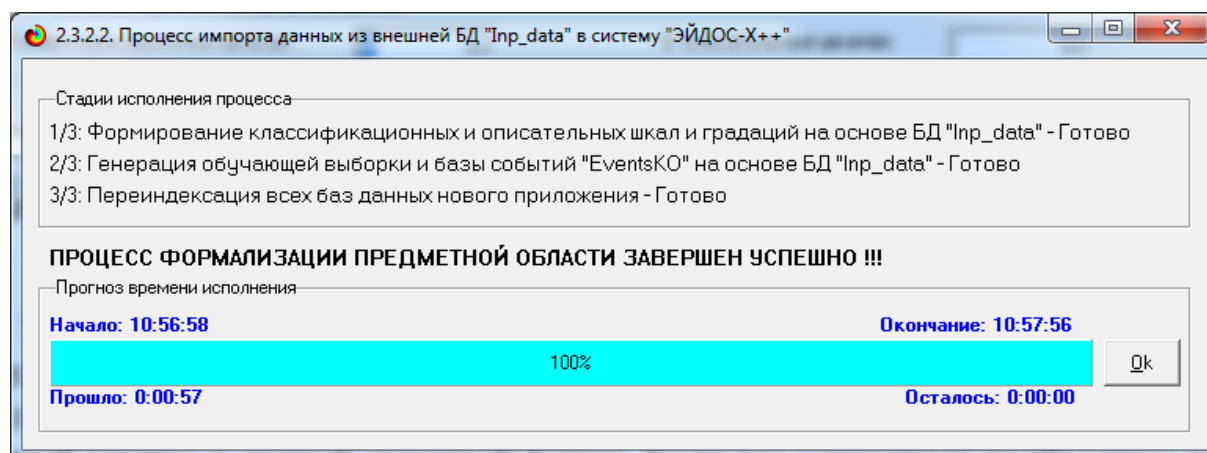 2.3.2.2. Процесс импорта данных из внешней БД "Inp_data" в систему "ЭЙДОС-X++"
Стадии исполнения процесса
1/3: Формирование классификационных и описательных шкал и градаций на основе БД "Inp_data" - Готово
2/3: Генерация обучающей выборки и базы событий "EventsKO" на основе БД "Inp_data" - Готово
3/3: Переиндексация всех баз данных нового приложения - Готово
ПРОЦЕСС ФОРМАЛИЗАЦИИ ПРЕДМЕТНОЙ ОБЛАСТИ ЗАВЕРШЕН УСПЕШНО !!!
Прогноз времени исполнения
Начало: 10:56:58 Окончание: 10:57:56
100% Ok
Прошло: 0:00:57 Осталось: 0:00:00